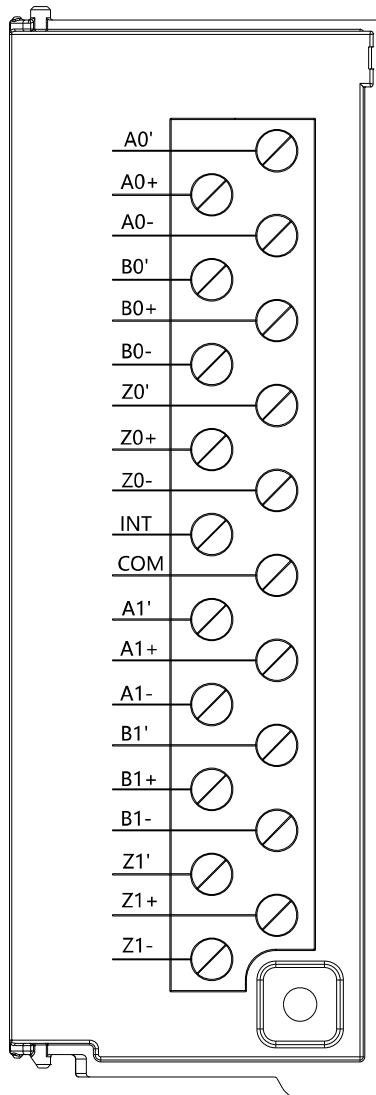 A0'
A0+
A0-
B0'
B0+
B0-
Z0'
Z0+
Z0-
INT
COM
A1'
A1+
A1-
B1'
B1+
B1-
Z1'
Z1+
Z1-